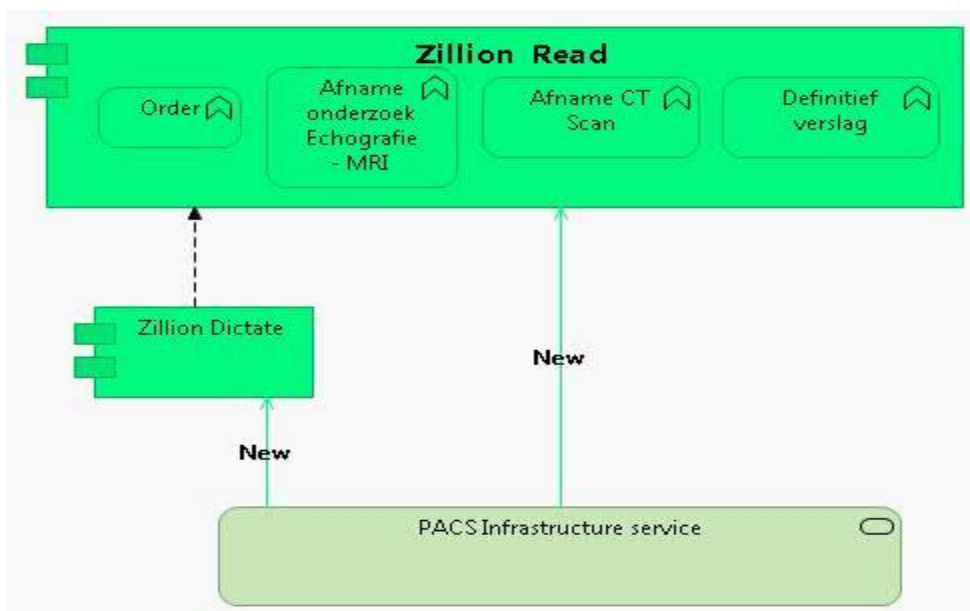 Zillion Read
Order
Afname
onderzoek
Echografie
- MRI
Afname CT
Scan
Definitief
verslag
Zillion Dictate
New
New
PACS Infrastructure service